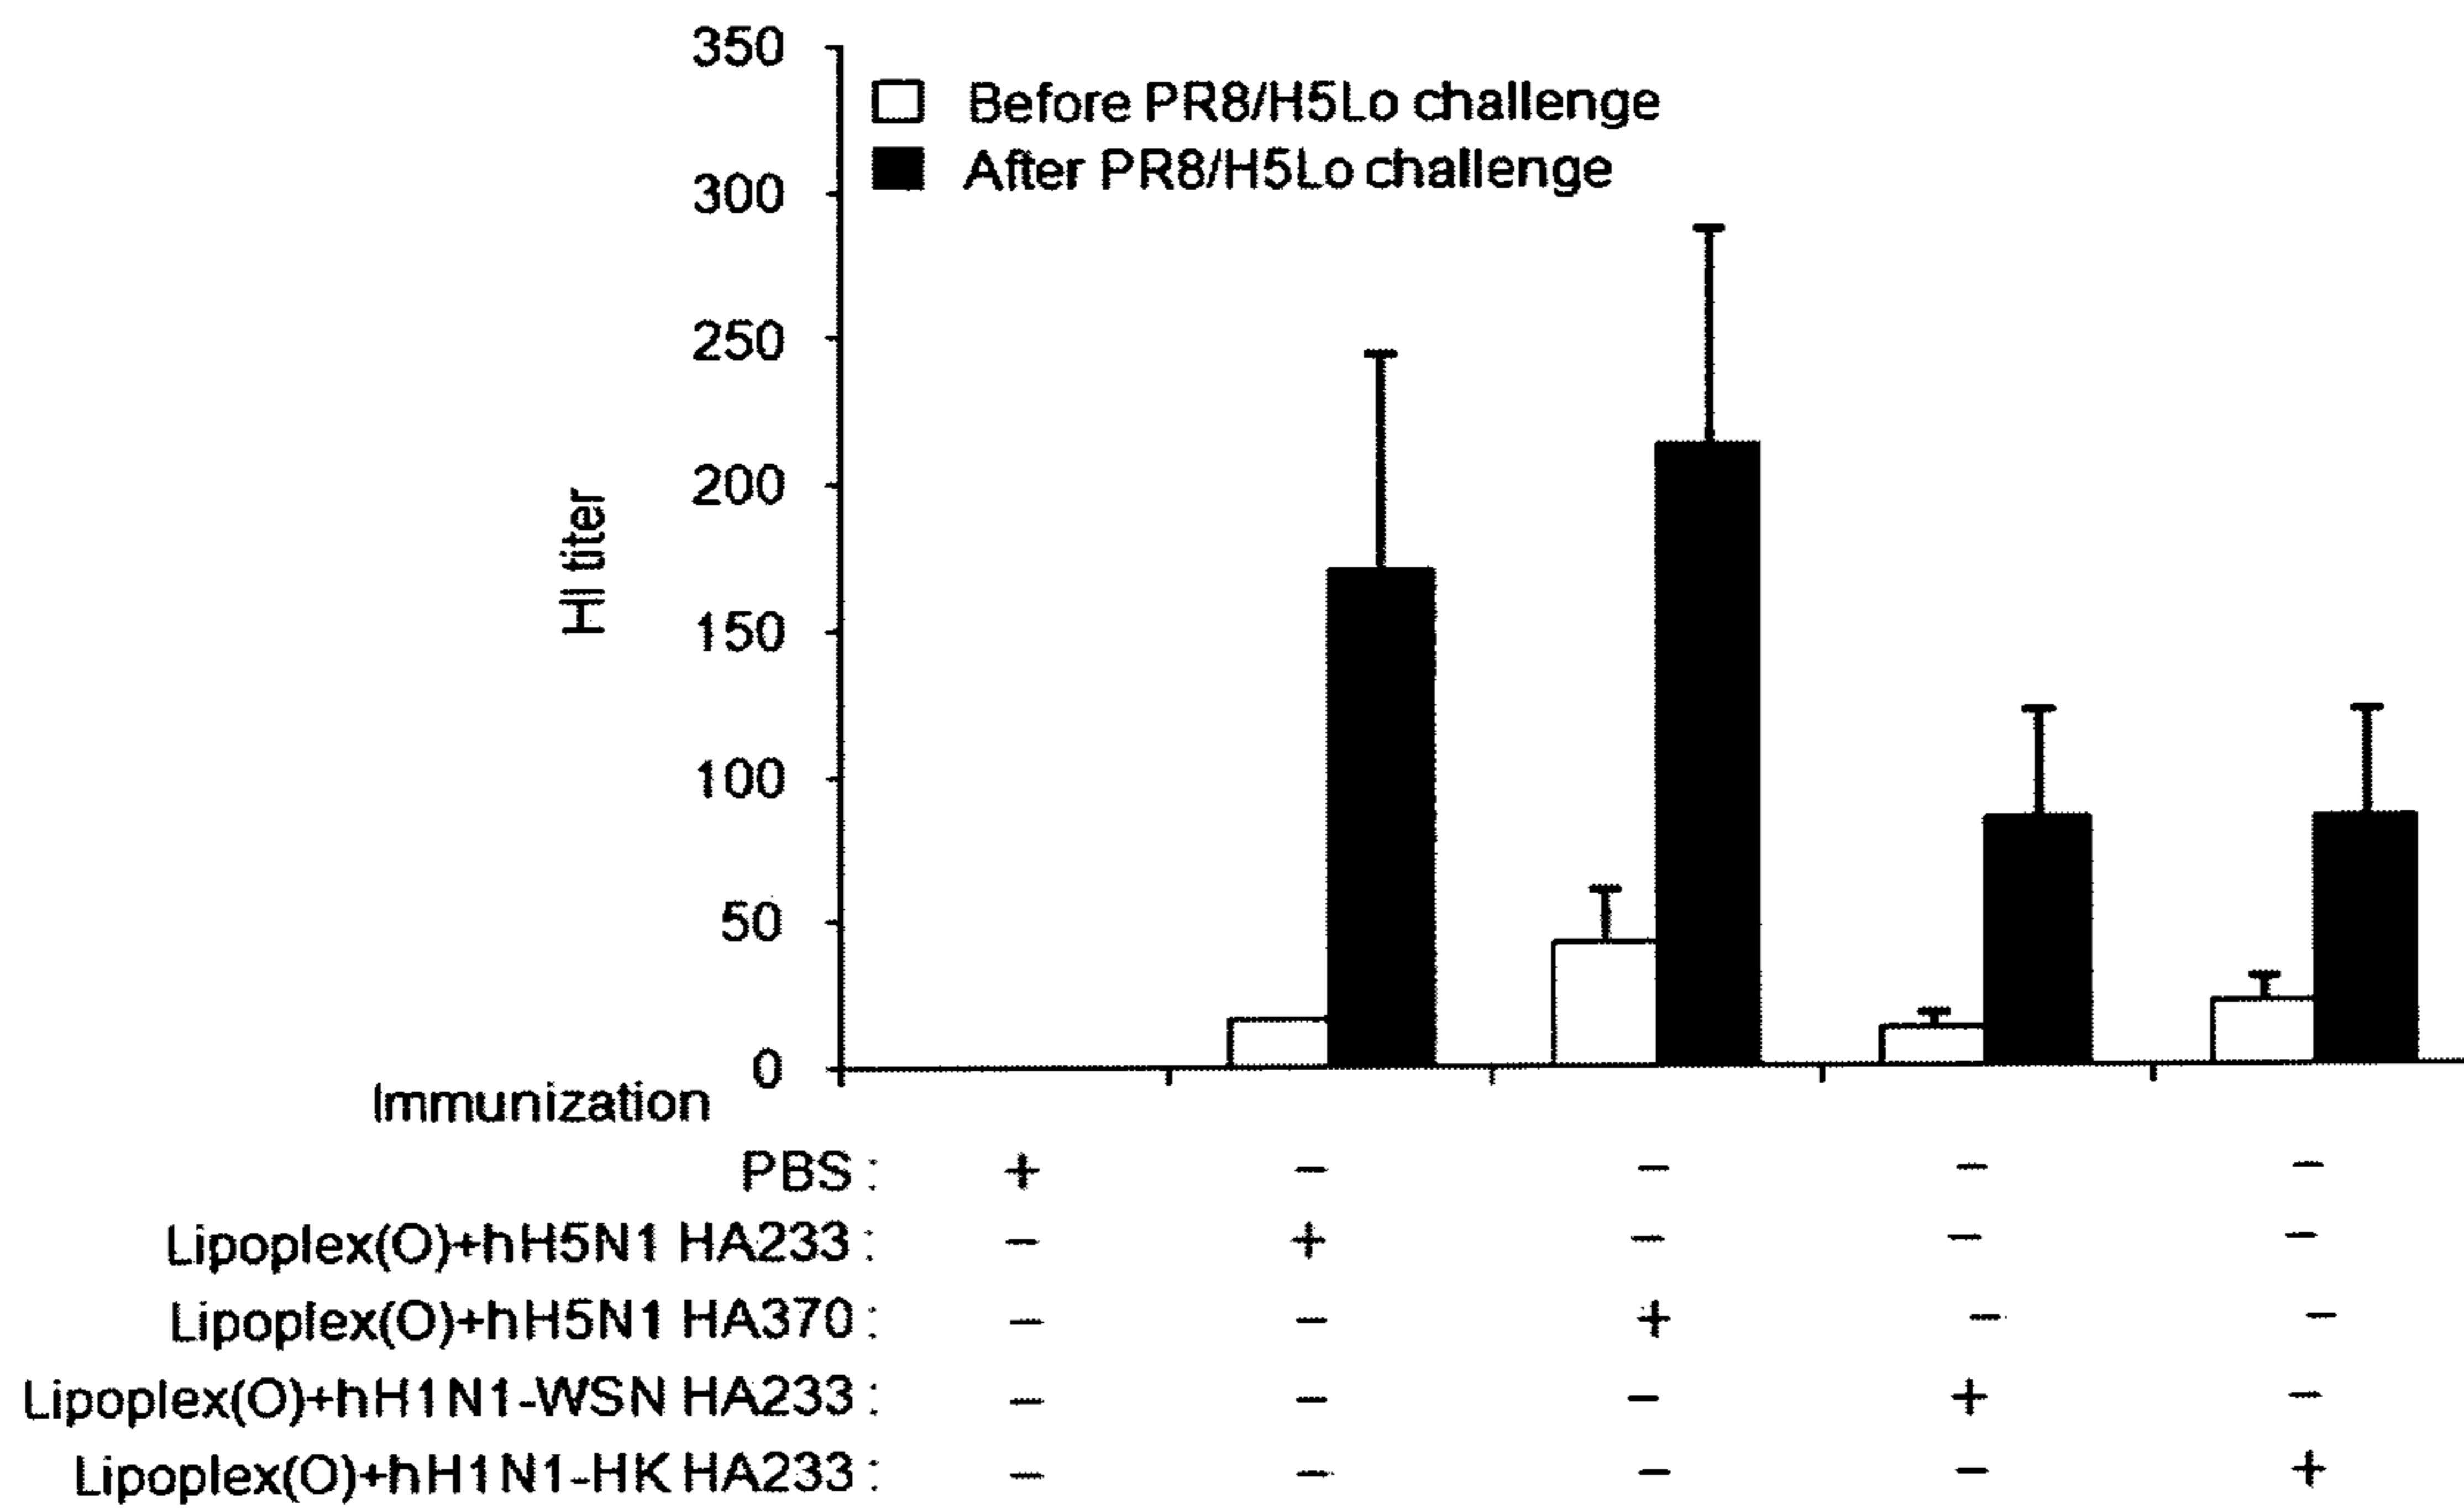 350
Before PR8/H5Lo challenge
After PR8/H5Lo challenge
300
250
200
150
100
50
0
HI titer
Immunization
PBS : + − − − −
Lipoplex(O)+hH5N1 HA233 : − + − − −
Lipoplex(O)+hH5N1 HA370 : − − + − −
Lipoplex(O)+hH1N1-WSN HA233 : − − − + −
Lipoplex(O)+hH1N1-HK HA233 : − − − − +